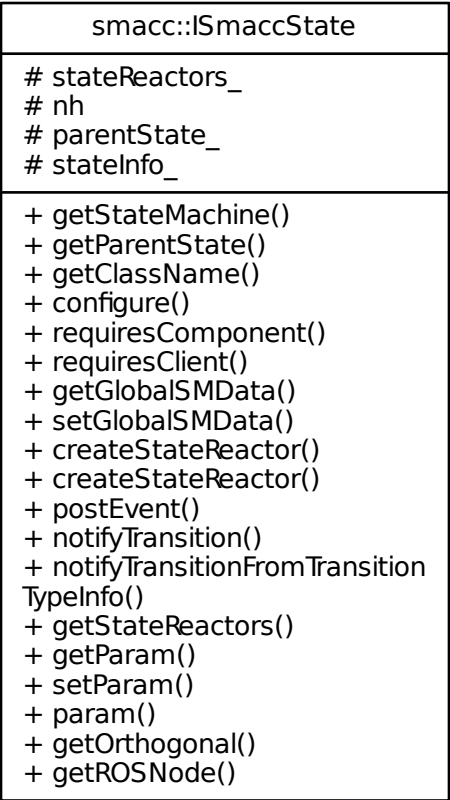 smacc::ISmaccState
# stateReactors_
# nh
# parentState_
# stateInfo_
+ getStateMachine()
+ getParentState()
+ getClassName()
+ configure()
+ requiresComponent()
+ requiresClient()
+ getGlobalSMData()
+ setGlobalSMData()
+ createStateReactor()
+ createStateReactor()
+ postEvent()
+ notifyTransition()
+ notifyTransitionFromTransition
TypeInfo()
+ getStateReactors()
+ getParam()
+ setParam()
+ param()
+ getOrthogonal()
+ getROSNode()